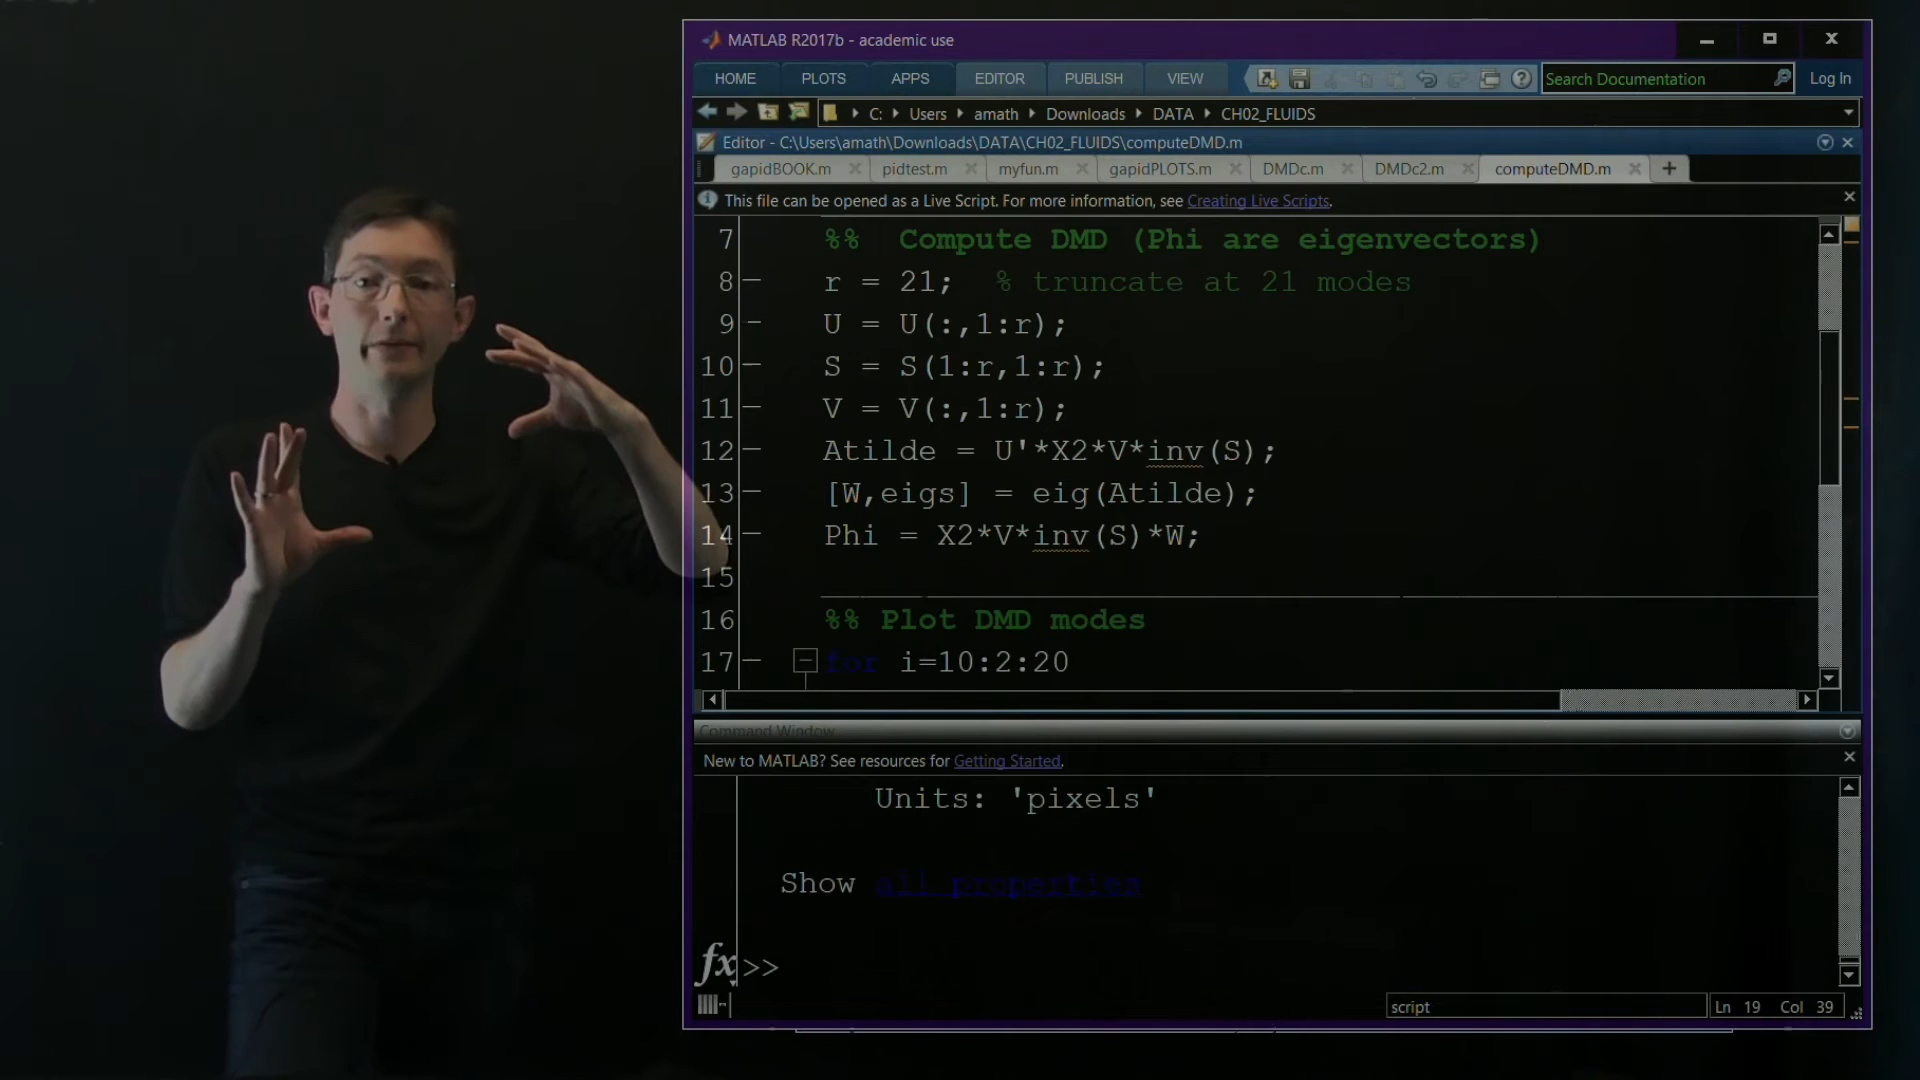 MATLAB R2017b - academic use
HOME PLOTS APPS EDITOR PUBLISH VIEW Search Documentation Log In
C: Users amath Downloads DATA CH02_FLUIDS
Editor - C:\Users\amath\Downloads\DATA\CH02_FLUIDS\computeDMD.m
gapidBOOK.m pidtest.m myfun.m gapidPLOTS.m DMDc.m DMDc2.m computeDMD.m
This file can be opened as a Live Script. For more information, see Creating Live Scripts.
7 %% Compute DMD (Phi are eigenvectors)
8 r = 21; % truncate at 21 modes
9 U = U(:,1:r);
10 S = S(1:r,1:r);
11 V = V(:,1:r);
12 Atilde = U'*X2*V*inv(S);
13 [W,eigs] = eig(Atilde);
14 Phi = X2*V*inv(S)*W;
15
16 %% Plot DMD modes
17 for i=10:2:20
Command Window
New to MATLAB? See resources for Getting Started.
Units: 'pixels'
Show all properties
fx >>
script Ln 19 Col 39